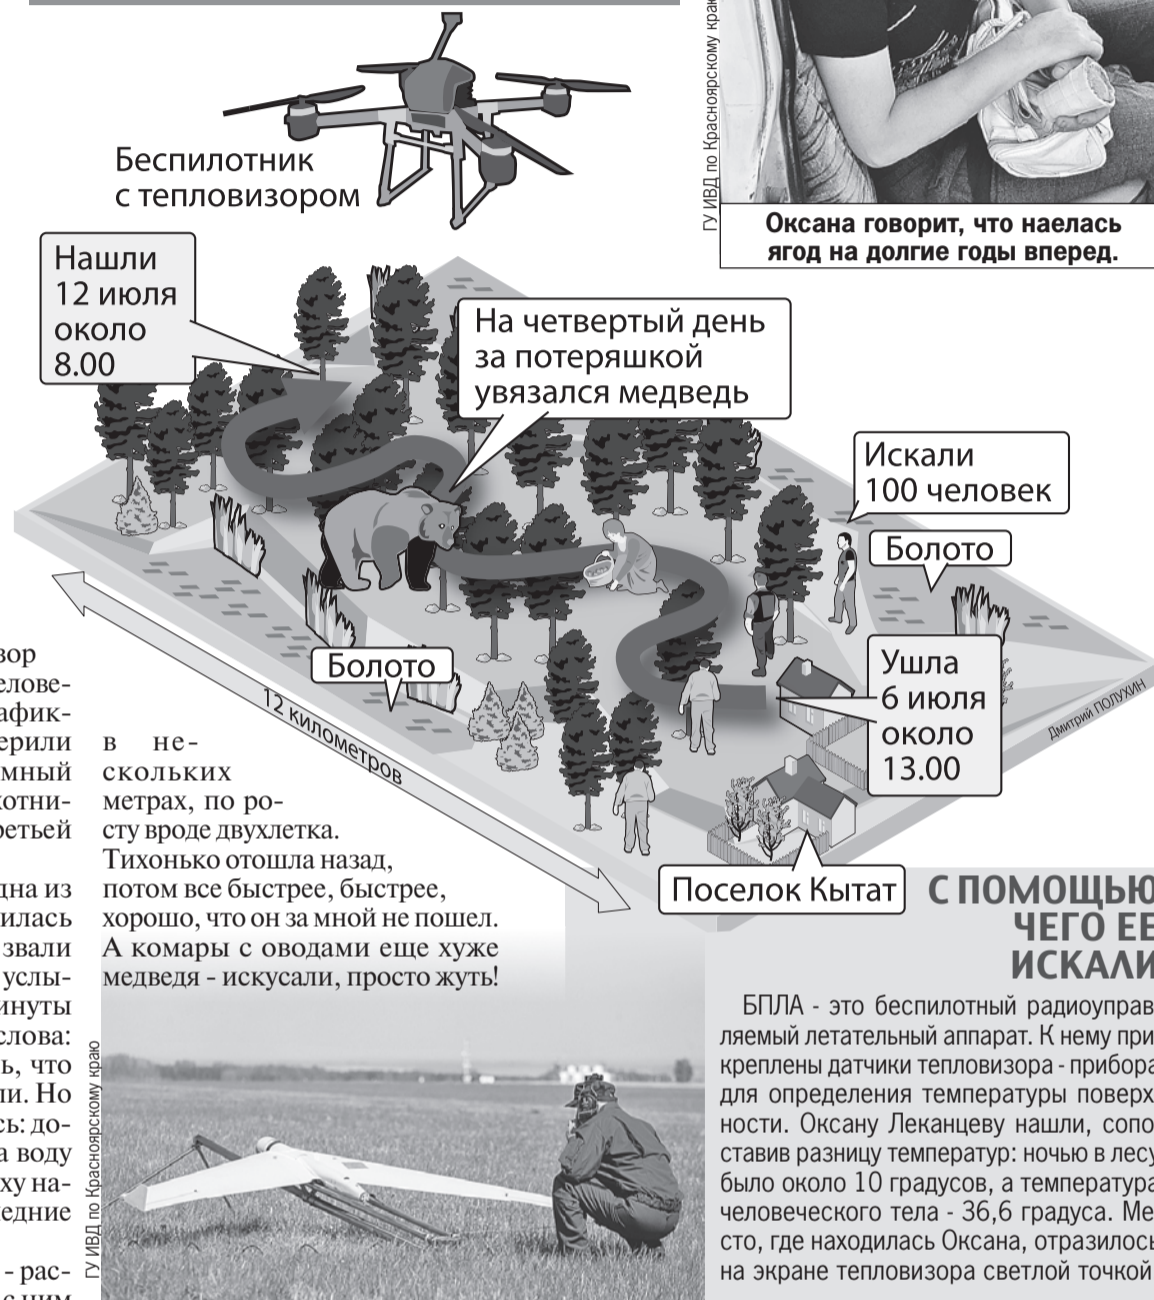 Беспилотник
с тепловизором
ГУ ИВД по Красноярскому краю
Оксана говорит, что наелась
ягод на долгие годы вперед.
Нашли
12 июля
около
8.00
На четвертый день
за потеряшкой
увязался медведь
Искали
100 человек
Болото
Болото
12 километров
Ушла
6 июля
около
13.00
Дмитрий ПОЛУХИН
Поселок Кытат
в не-
скольких
метрах, по ро-
сту вроде двухлетка.
Тихонько отошла назад,
потом все быстрее, быстрее,
хорошо, что он за мной не пошел.
А комары с оводами еще хуже
медведя - искусали, просто жуть!
ГУ ИВД по Красноярскому краю
С ПОМОЩЬЮ
ЧЕГО ЕЕ
ИСКАЛИ
БПЛА - это беспилотный радиоуправ
ляемый летательный аппарат. К нему при
креплены датчики тепловизора - прибора
для определения температуры поверх
ности. Оксану Леканцеву нашли, сопо
ставив разницу температур: ночью в лесу
было около 10 градусов, а температура
человеческого тела - 36,6 градуса. Ме
сто, где находилась Оксана, отразилось
на экране тепловизора светлой точкой